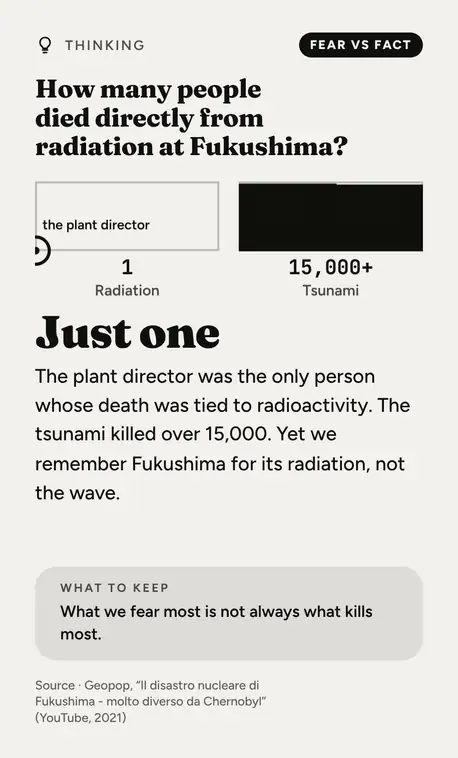 THINKING
FEAR VS FACT
How many people
died directly from
radiation at Fukushima?
the plant director
1
Radiation
15,000+
Tsunami
Just one
The plant director was the only person
whose death was tied to radioactivity. The
tsunami killed over 15,000. Yet we
remember Fukushima for its radiation, not
the wave.
WHAT TO KEEP
What we fear most is not always what kills
most.
Source · Geopop, “Il disastro nucleare di
Fukushima - molto diverso da Chernobyl”
(YouTube, 2021)